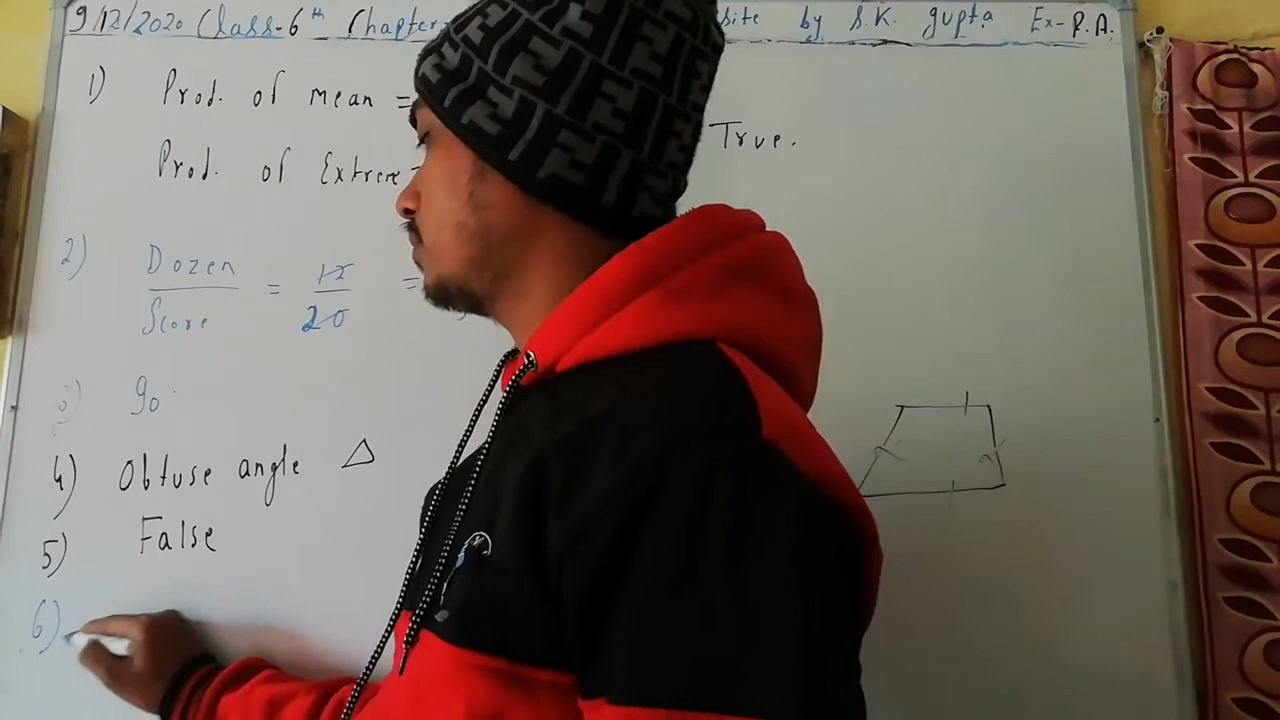 9/12/2020 Class-6th Chapter site by S.K. gupta Ex- R.A.
1) Prod. of mean =
True.
Prod. of Extreme
2) Dozen
Score
= 12
20
=
3) 90
4) Obtuse angle △
5) False
6)